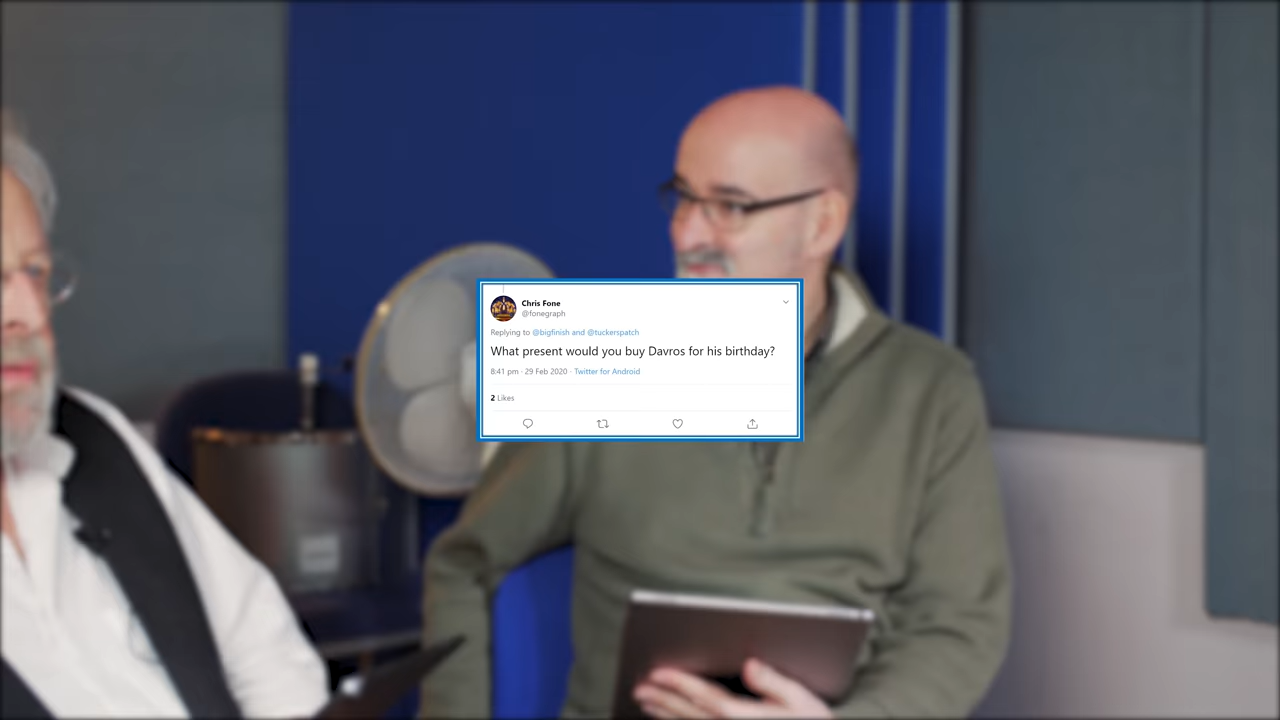 Chris Fone
@fonegraph
Replying to @bigfinish and @tuckerspatch
What present would you buy Davros for his birthday?
8:41 pm · 29 Feb 2020 · Twitter for Android
2 Likes